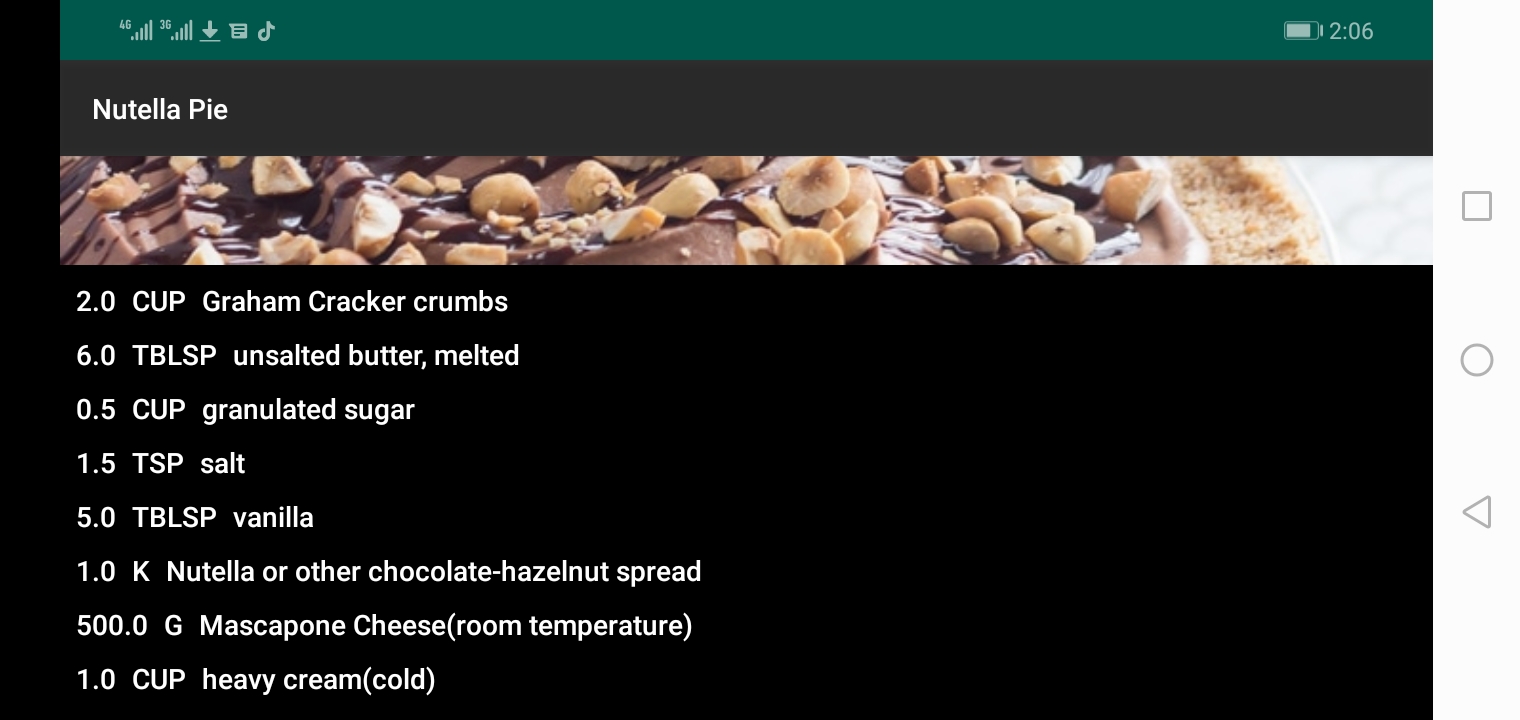 4G 3G 2:06
Nutella Pie
2.0 CUP Graham Cracker crumbs
6.0 TBLSP unsalted butter, melted
0.5 CUP granulated sugar
1.5 TSP salt
5.0 TBLSP vanilla
1.0 K Nutella or other chocolate-hazelnut spread
500.0 G Mascapone Cheese(room temperature)
1.0 CUP heavy cream(cold)